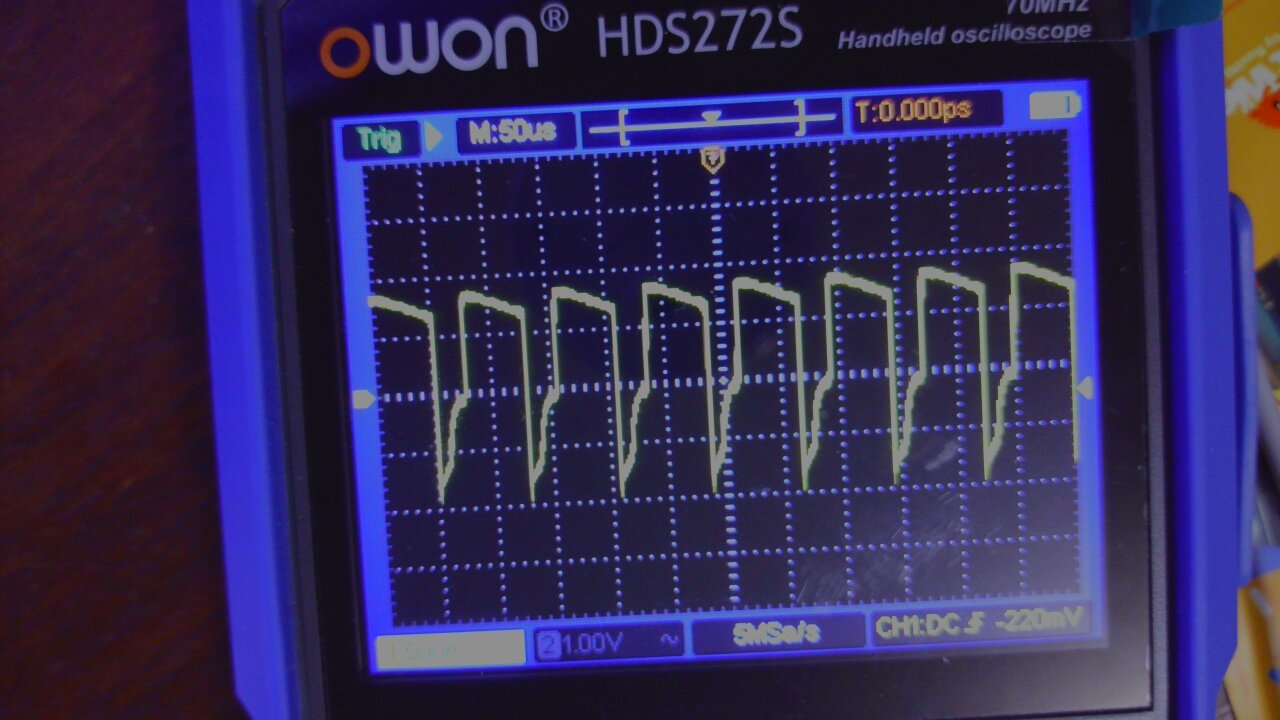 owon® HDS272S
70MHz
Handheld oscilloscope
Trig M:50us T:0.000ps
T
2 1.00V ~ 5MSa/s CH1:DC -220mV